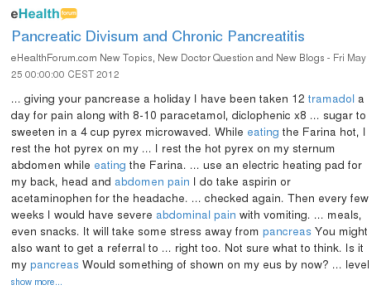 eHealth forum
Pancreatic Divisum and Chronic Pancreatitis
eHealthForum.com New Topics, New Doctor Question and New Blogs - Fri May
25 00:00:00 CEST 2012
... giving your pancrease a holiday I have been taken 12 tramadol a
day for pain along with 8-10 paracetamol, diclophenic x8 ... sugar to
sweeten in a 4 cup pyrex microwaved. While eating the Farina hot, I
rest the hot pyrex on my ... I rest the hot pyrex on my sternum
abdomen while eating the Farina. ... use an electric heating pad for
my back, head and abdomen pain I do take aspirin or
acetaminophen for the headache. ... checked again. Then every few
weeks I would have severe abdominal pain with vomiting. ... meals,
even snacks. It will take some stress away from pancreas You might
also want to get a referral to ... right too. Not sure what to think. Is it
my pancreas Would something of shown on my eus by now? ... level
show more...